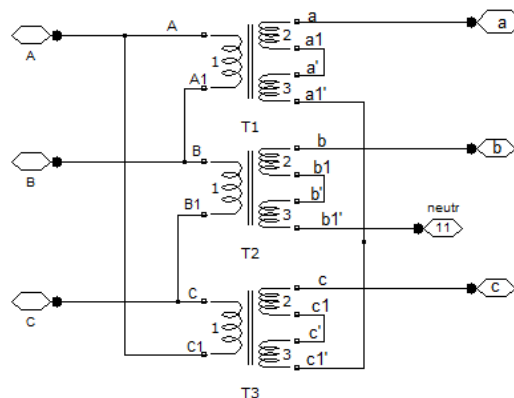 A a a
2
1 a1
A A1 a'
3 a1'
T1
B b b
2
1 b1
B B1 b' neutr
3 b1' 11
T2
C c c
2
1 c1
C C1 c'
3 c1'
T3